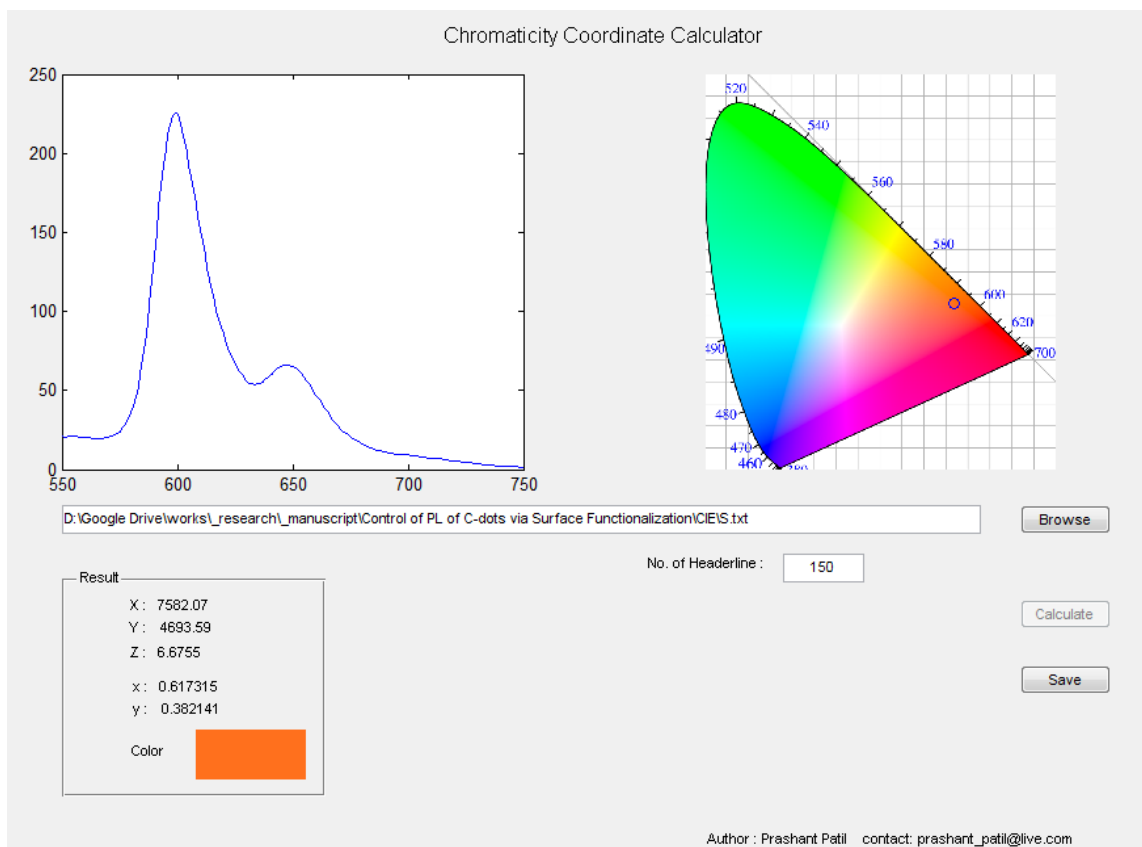 Chromaticity Coordinate Calculator
250
200
150
100
50
0
550 600 650 700 750
520
540
560
580
600
620
700
490
480
470
460
D:\Google Drive\works\_research\_manuscript\Control of PL of C-dots via Surface Functionalization\CIE\S.txt
Browse
No. of Headerline : 150
Result
X : 7582.07
Y : 4693.59
Z : 6.6755
x : 0.617315
y : 0.382141
Color
Calculate
Save
Author : Prashant Patil contact: prashant_patil@live.com